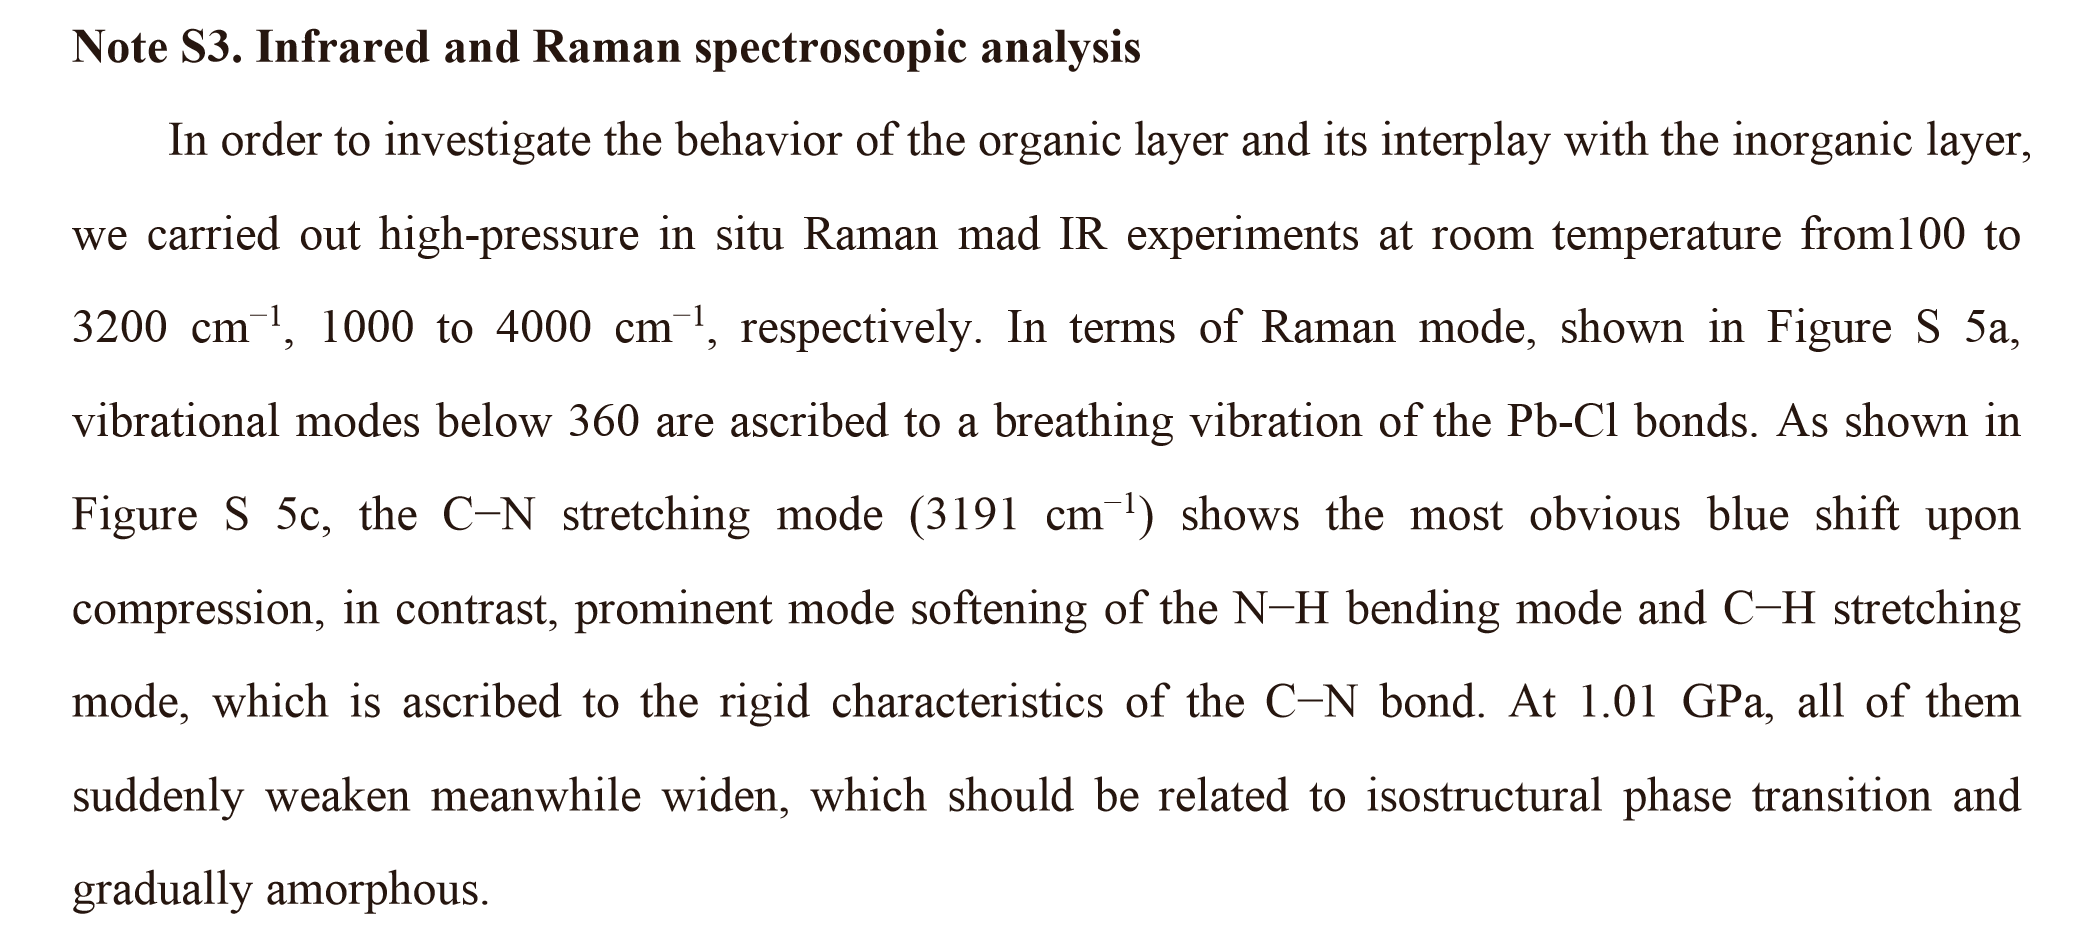 Note S3. Infrared and Raman spectroscopic analysis
In order to investigate the behavior of the organic layer and its interplay with the inorganic layer,
we carried out high-pressure in situ Raman mad IR experiments at room temperature from100 to
3200 cm⁻¹, 1000 to 4000 cm⁻¹, respectively. In terms of Raman mode, shown in Figure S 5a,
vibrational modes below 360 are ascribed to a breathing vibration of the Pb-Cl bonds. As shown in
Figure S 5c, the C−N stretching mode (3191 cm⁻¹) shows the most obvious blue shift upon
compression, in contrast, prominent mode softening of the N−H bending mode and C−H stretching
mode, which is ascribed to the rigid characteristics of the C−N bond. At 1.01 GPa, all of them
suddenly weaken meanwhile widen, which should be related to isostructural phase transition and
gradually amorphous.